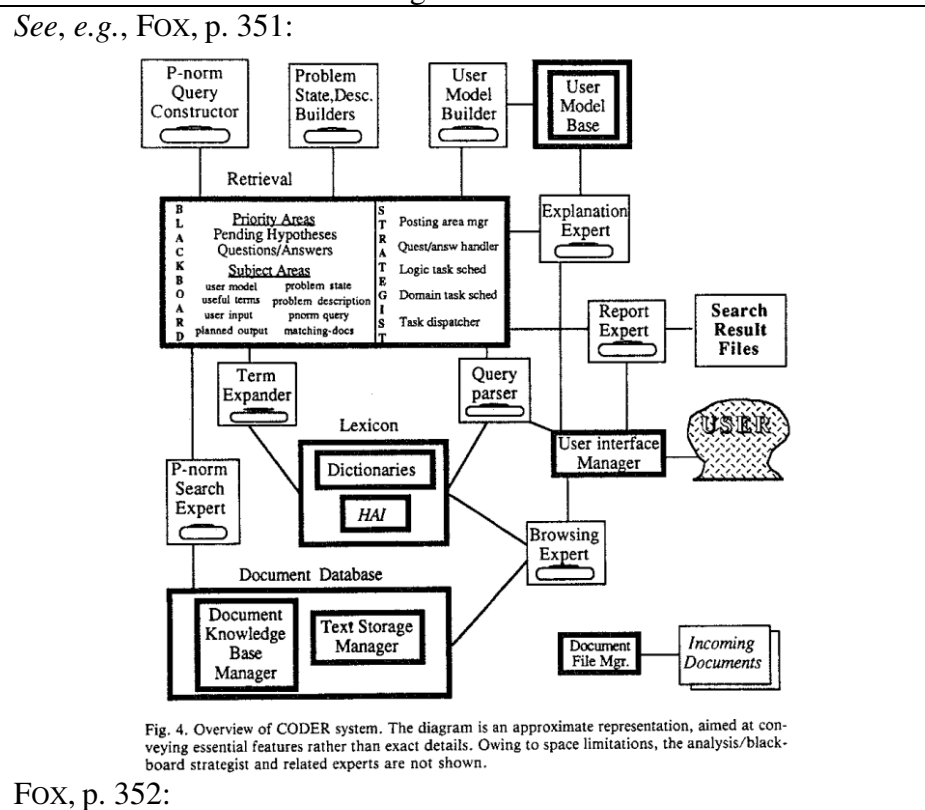 See, e.g., FOX, p. 351:
P-norm
Query
Constructor
Problem
State,Desc.
Builders
User
Model
Builder
User
Model
Base
Retrieval
BLACKBOARD
Priority Areas
Pending Hypotheses
Questions/Answers
Subject Areas
user model problem state
useful terms problem description
user input pnorm query
planned output matching-docs
STRATEGIST
Posting area mgr
Quest/answ handler
Logic task sched
Domain task sched
Task dispatcher
Explanation
Expert
Report
Expert
Search
Result
Files
Term
Expander
Query
parser
Lexicon
Dictionaries
HAI
User interface
Manager
USER
P-norm
Search
Expert
Browsing
Expert
Document Database
Document
Knowledge
Base
Manager
Text Storage
Manager
Document
File Mgr.
Incoming
Documents
Fig. 4. Overview of CODER system. The diagram is an approximate representation, aimed at con-
veying essential features rather than exact details. Owing to space limitations, the analysis/black-
board strategist and related experts are not shown.
FOX, p. 352: